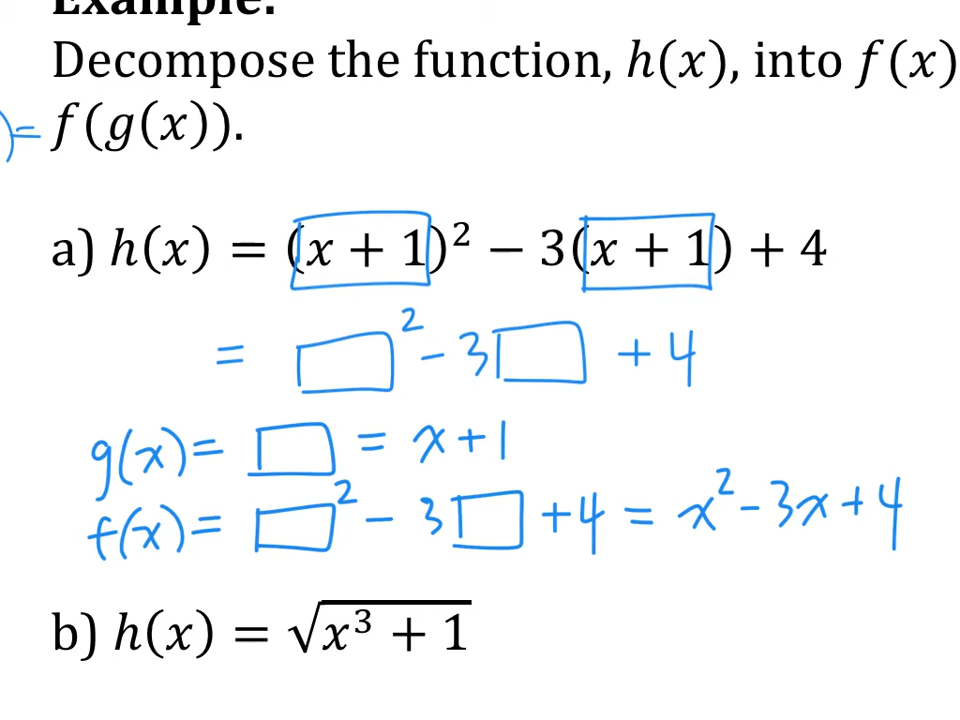 Example:
Decompose the function, h(x), into f(x)
)= f(g(x)).
a) h(x) = (x + 1)² − 3(x + 1) + 4
= □² - 3□ + 4
g(x) = □ = x + 1
f(x) = □² - 3□ + 4 = x² - 3x + 4
b) h(x) = √(x³ + 1)